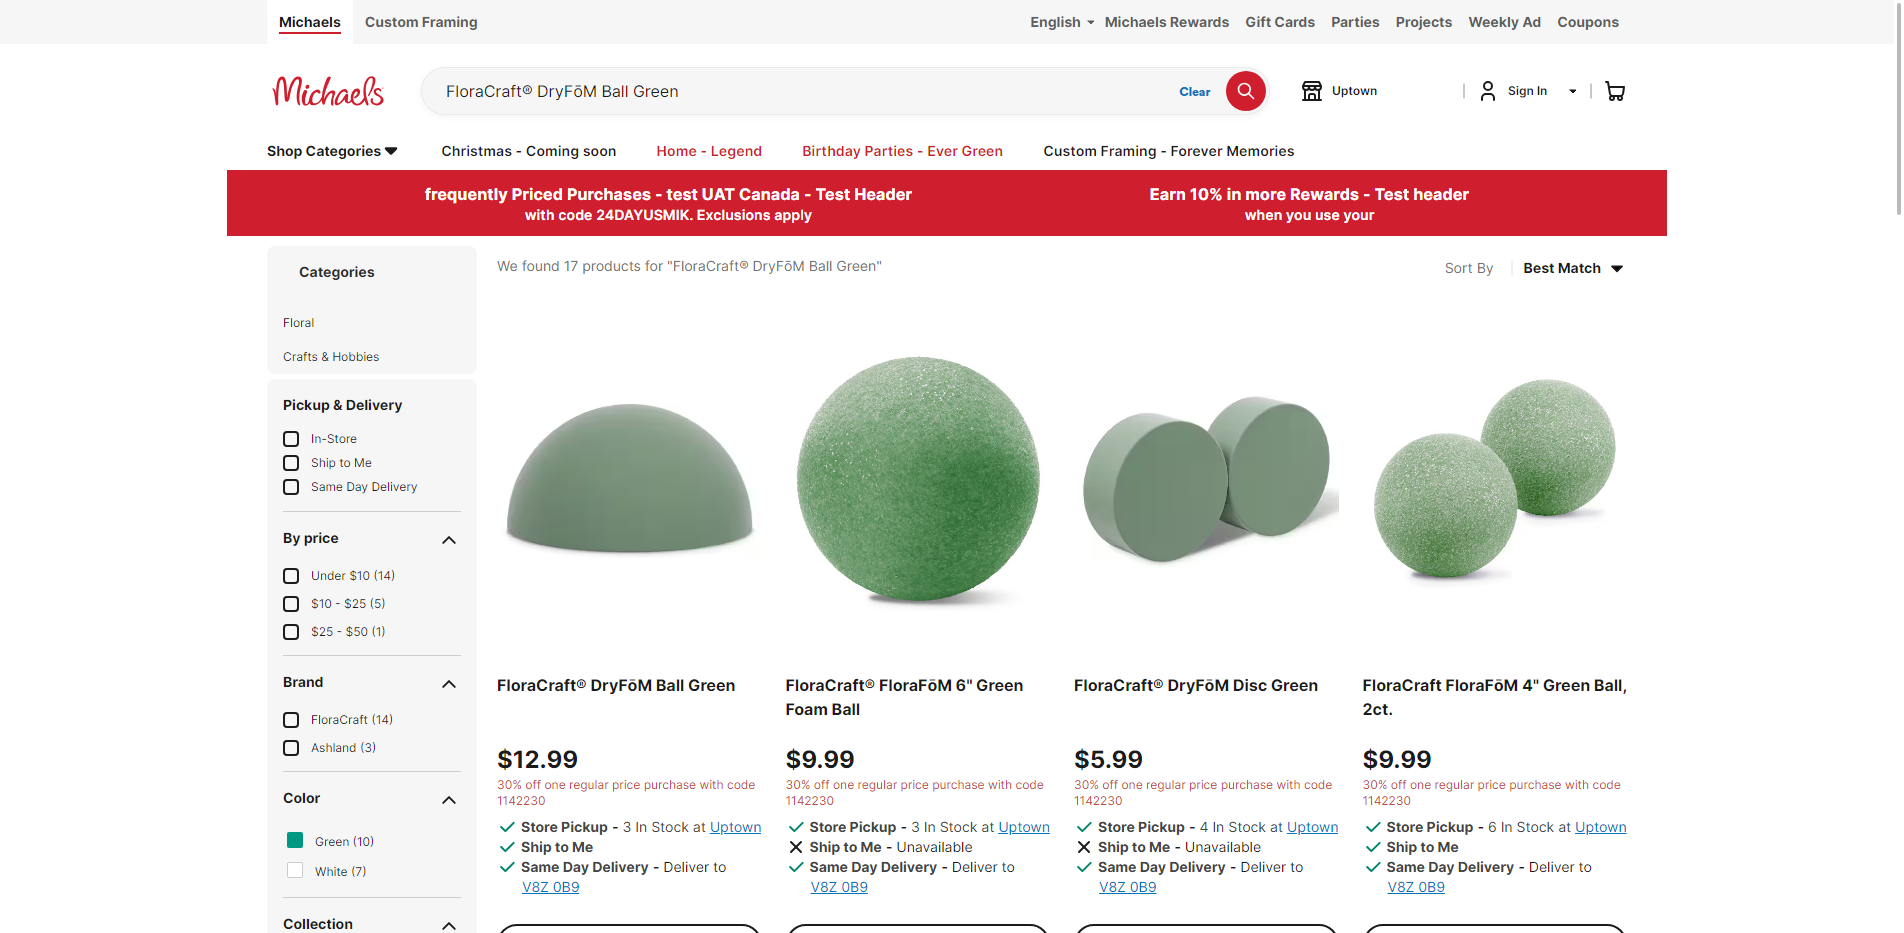 Michaels
Custom Framing
English
Michaels Rewards
Gift Cards
Parties
Projects
Weekly Ad
Coupons
Michaels
FloraCraft® DryFōM Ball Green
Clear
Uptown
Sign In
Shop Categories
Christmas - Coming soon
Home - Legend
Birthday Parties - Ever Green
Custom Framing - Forever Memories
frequently Priced Purchases - test UAT Canada - Test Header
with code 24DAYUSMIK. Exclusions apply
Earn 10% in more Rewards - Test header
when you use your
Categories
Floral
Crafts & Hobbies
Pickup & Delivery
In-Store
Ship to Me
Same Day Delivery
By price
Under $10 (14)
$10 - $25 (5)
$25 - $50 (1)
Brand
FloraCraft (14)
Ashland (3)
Color
Green (10)
White (7)
Collection
We found 17 products for "FloraCraft® DryFōM Ball Green"
Sort By
Best Match
FloraCraft® DryFōM Ball Green
$12.99
30% off one regular price purchase with code
1142230
Store Pickup - 3 In Stock at Uptown
Ship to Me
Same Day Delivery - Deliver to
V8Z 0B9
FloraCraft® FloraFōM 6" Green
Foam Ball
$9.99
30% off one regular price purchase with code
1142230
Store Pickup - 3 In Stock at Uptown
Ship to Me - Unavailable
Same Day Delivery - Deliver to
V8Z 0B9
FloraCraft® DryFōM Disc Green
$5.99
30% off one regular price purchase with code
1142230
Store Pickup - 4 In Stock at Uptown
Ship to Me - Unavailable
Same Day Delivery - Deliver to
V8Z 0B9
FloraCraft FloraFōM 4" Green Ball,
2ct.
$9.99
30% off one regular price purchase with code
1142230
Store Pickup - 6 In Stock at Uptown
Ship to Me
Same Day Delivery - Deliver to
V8Z 0B9